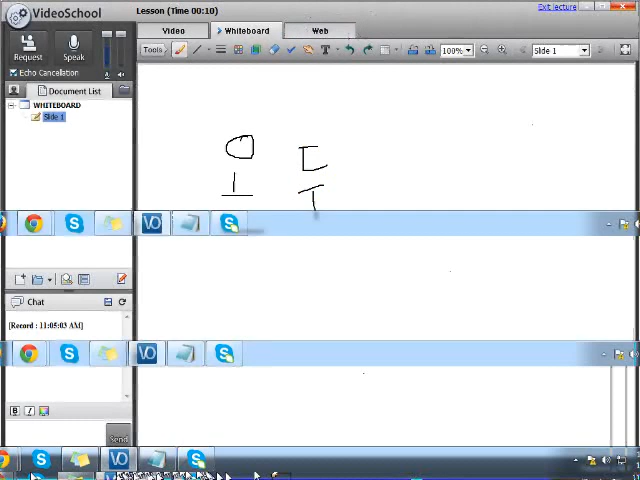 VideoSchool
Lesson (Time 00:10)
Exit lecture
Video
Whiteboard
Web
Request
Speak
Tools
T
100%
Slide 1
Echo Cancellation
Document List
WHITEBOARD
Slide 1
Chat
[Record : 11:05:03 AM]
B I
Send